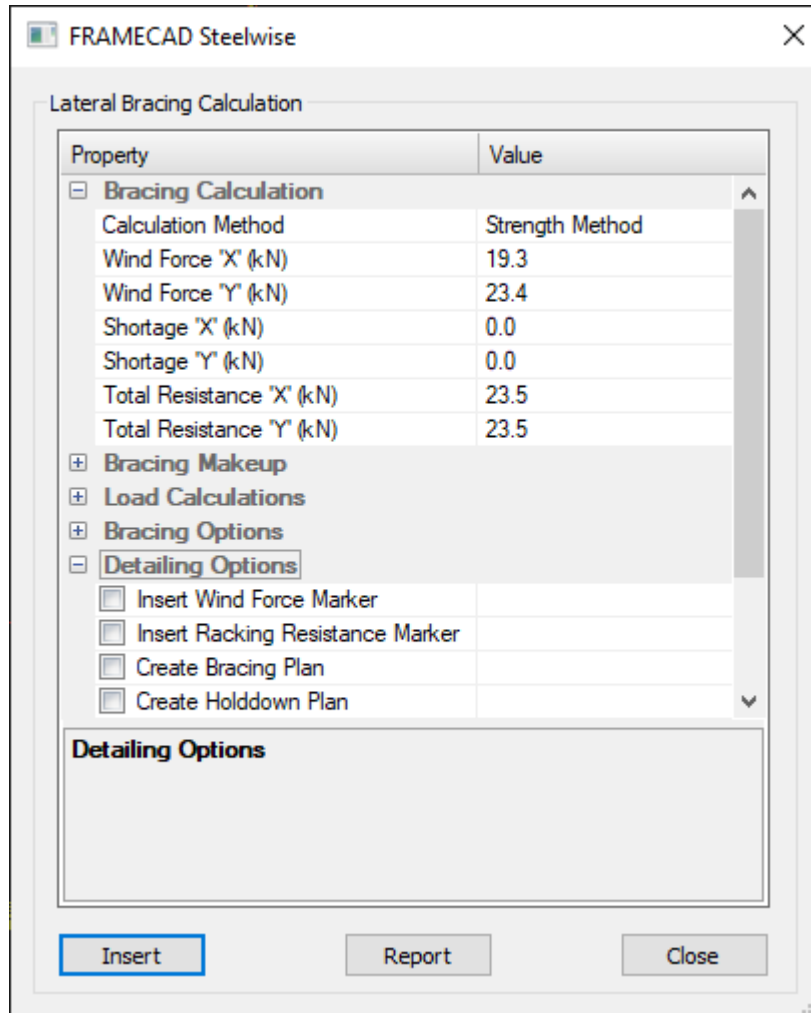 FRAMECAD Steelwise
Lateral Bracing Calculation
Property Value
Bracing Calculation
Calculation Method Strength Method
Wind Force 'X' (kN) 19.3
Wind Force 'Y' (kN) 23.4
Shortage 'X' (kN) 0.0
Shortage 'Y' (kN) 0.0
Total Resistance 'X' (kN) 23.5
Total Resistance 'Y' (kN) 23.5
Bracing Makeup
Load Calculations
Bracing Options
Detailing Options
Insert Wind Force Marker
Insert Racking Resistance Marker
Create Bracing Plan
Create Holddown Plan
Detailing Options
Insert Report Close